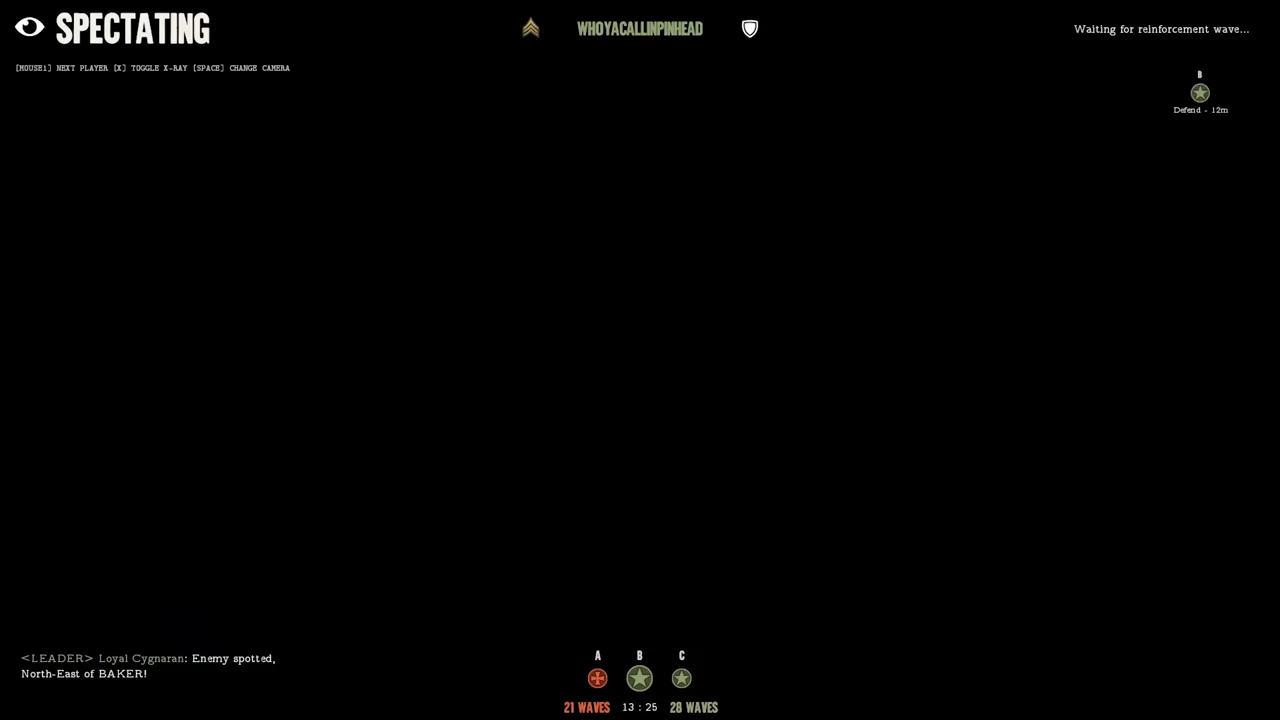 SPECTATING
WHOYACALLINPINHEAD
Waiting for reinforcement wave...
[MOUSE1] NEXT PLAYER [X] TOGGLE X-RAY [SPACE] CHANGE CAMERA
B
Defend - 12m
<LEADER> Loyal Cygnaran: Enemy spotted,
North-East of BAKER!
A B C
21 WAVES 13 : 25 28 WAVES